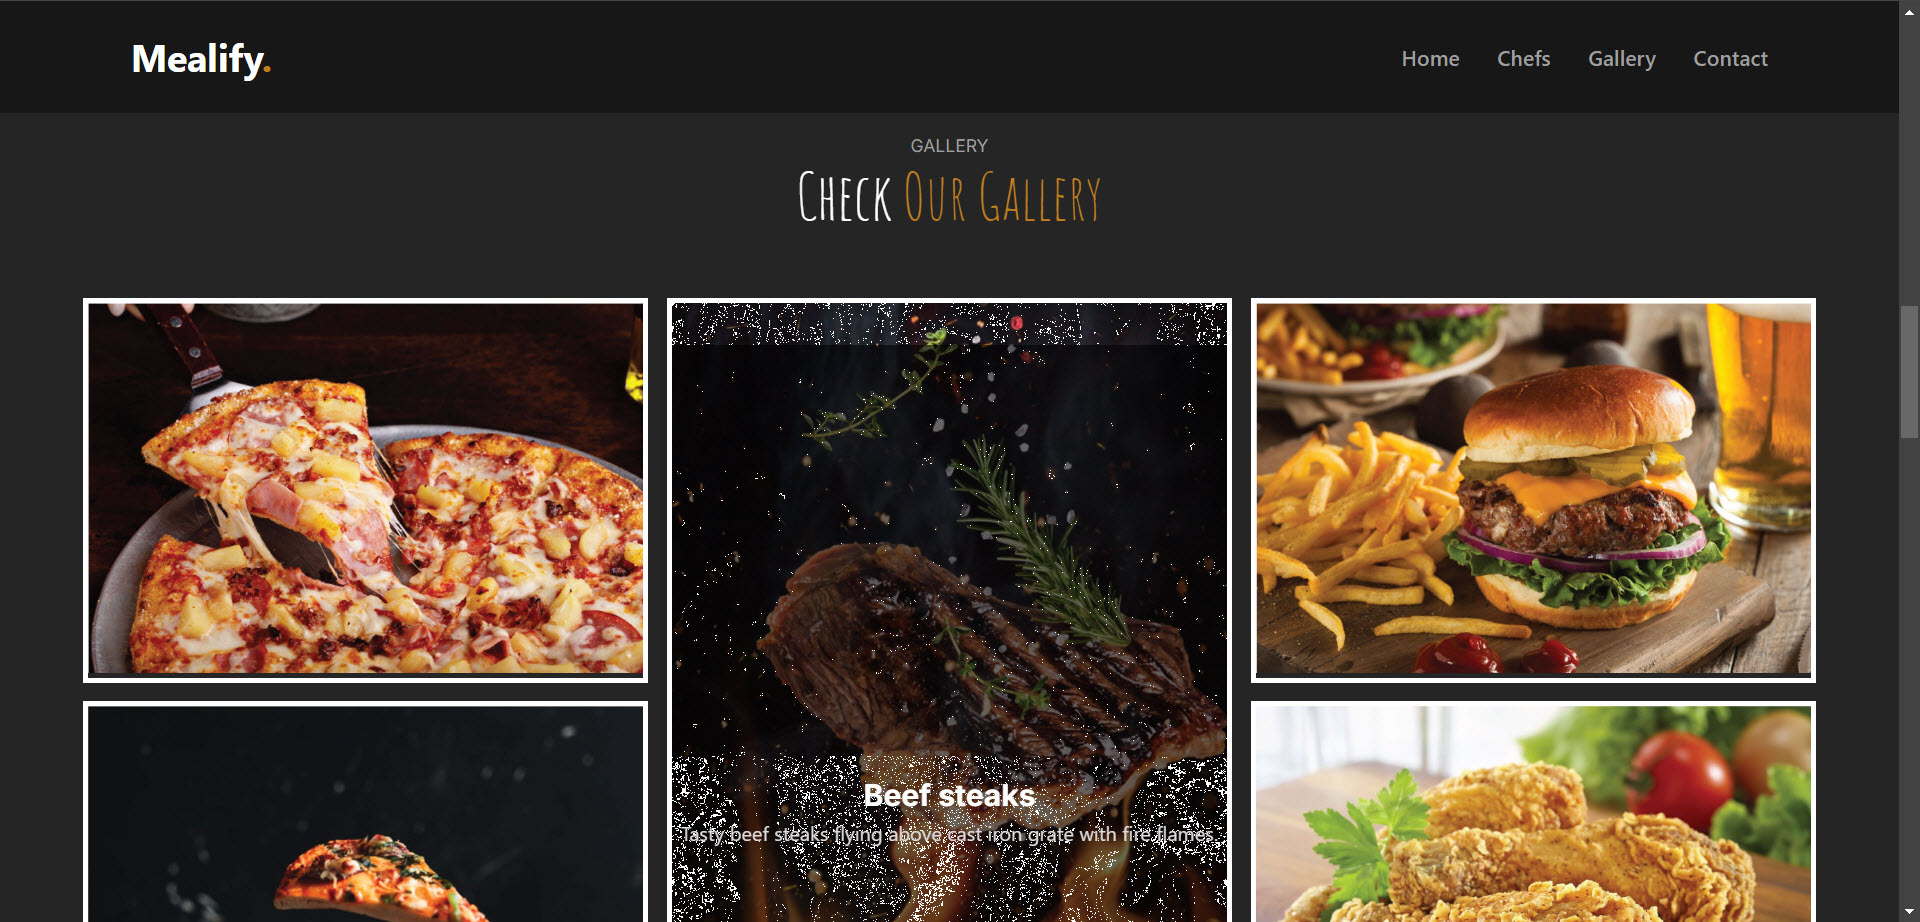 Mealify.
Home Chefs Gallery Contact
GALLERY
Check Our Gallery
Beef steaks
Tasty beef steaks flying above cast iron grate with fire flames.